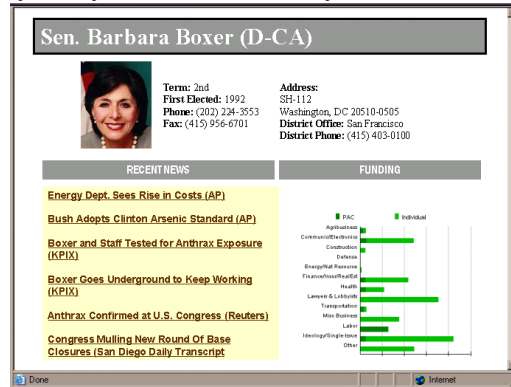 Sen. Barbara Boxer (D-CA)
Term: 2nd
First Elected: 1992
Phone: (202) 224-3553
Fax: (415) 956-6701
Address:
SH-112
Washington, DC 20510-0505
District Office: San Francisco
District Phone: (415) 403-0100
RECENT NEWS
Energy Dept. Sees Rise in Costs (AP)
Bush Adopts Clinton Arsenic Standard (AP)
Boxer and Staff Tested for Anthrax Exposure
(KPIX)
Boxer Goes Underground to Keep Working
(KPIX)
Anthrax Confirmed at U.S. Congress (Reuters)
Congress Mulling New Round Of Base
Closures (San Diego Daily Transcript
FUNDING
PAC Individual
Agribusiness
Communic/Electronics
Construction
Defense
Energy/Nat Resource
Finance/Insur/RealEst
Health
Lawyers & Lobbyists
Transportation
Misc Business
Labor
Ideology/Single-Issue
Other
Done Internet